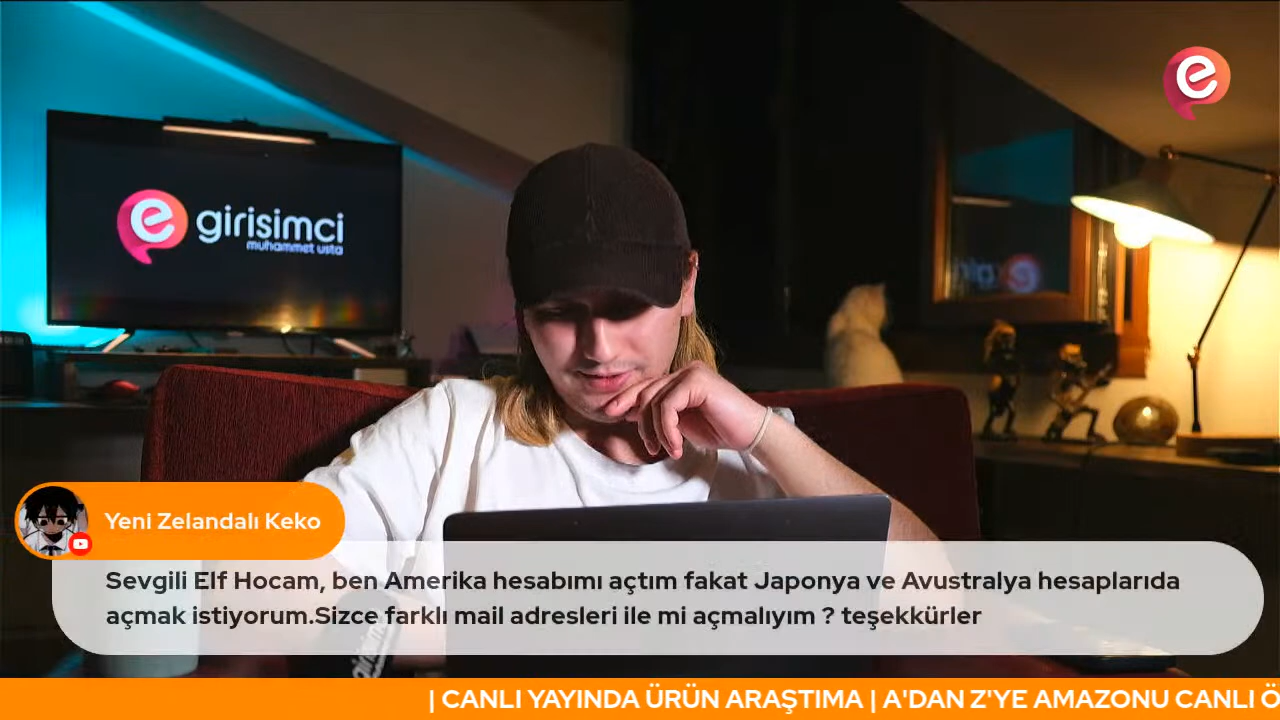 e
e girisimci
muhammet usta
Yeni Zelandalı Keko
Sevgili Elf Hocam, ben Amerika hesabımı açtım fakat Japonya ve Avustralya hesaplarıda
açmak istiyorum.Sizce farklı mail adresleri ile mi açmalıyım ? teşekkürler
| CANLI YAYINDA ÜRÜN ARAŞTIMA | A'DAN Z'YE AMAZONU CANLI Ö